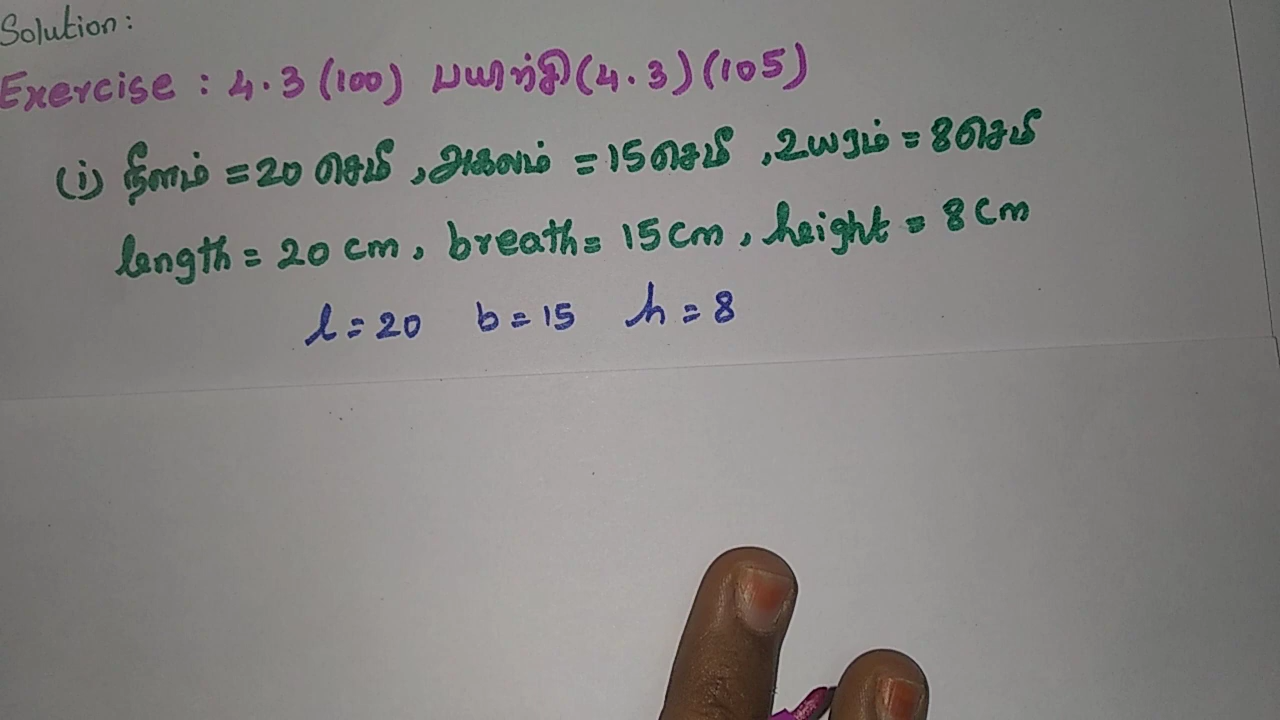 Solution:
Exercise : 4.3 (100) பயிற்சி (4.3) (105)
(i) நீளம் = 20 செமீ , அகலம் = 15 செமீ , உயரம் = 8 செமீ
length = 20 cm, breath = 15 cm, height = 8 cm
l = 20 b = 15 h = 8